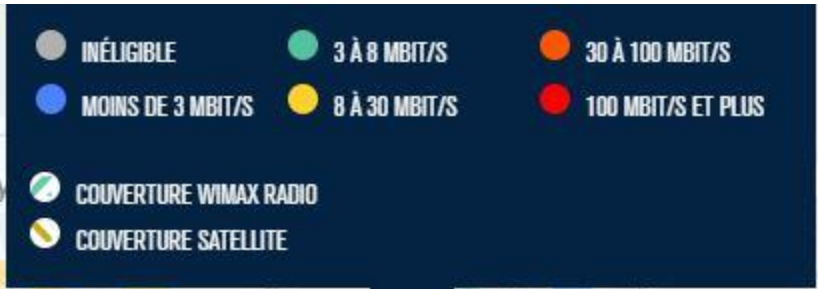 INÉLIGIBLE
3 À 8 MBIT/S
30 À 100 MBIT/S
MOINS DE 3 MBIT/S
8 À 30 MBIT/S
100 MBIT/S ET PLUS
COUVERTURE WIMAX RADIO
COUVERTURE SATELLITE